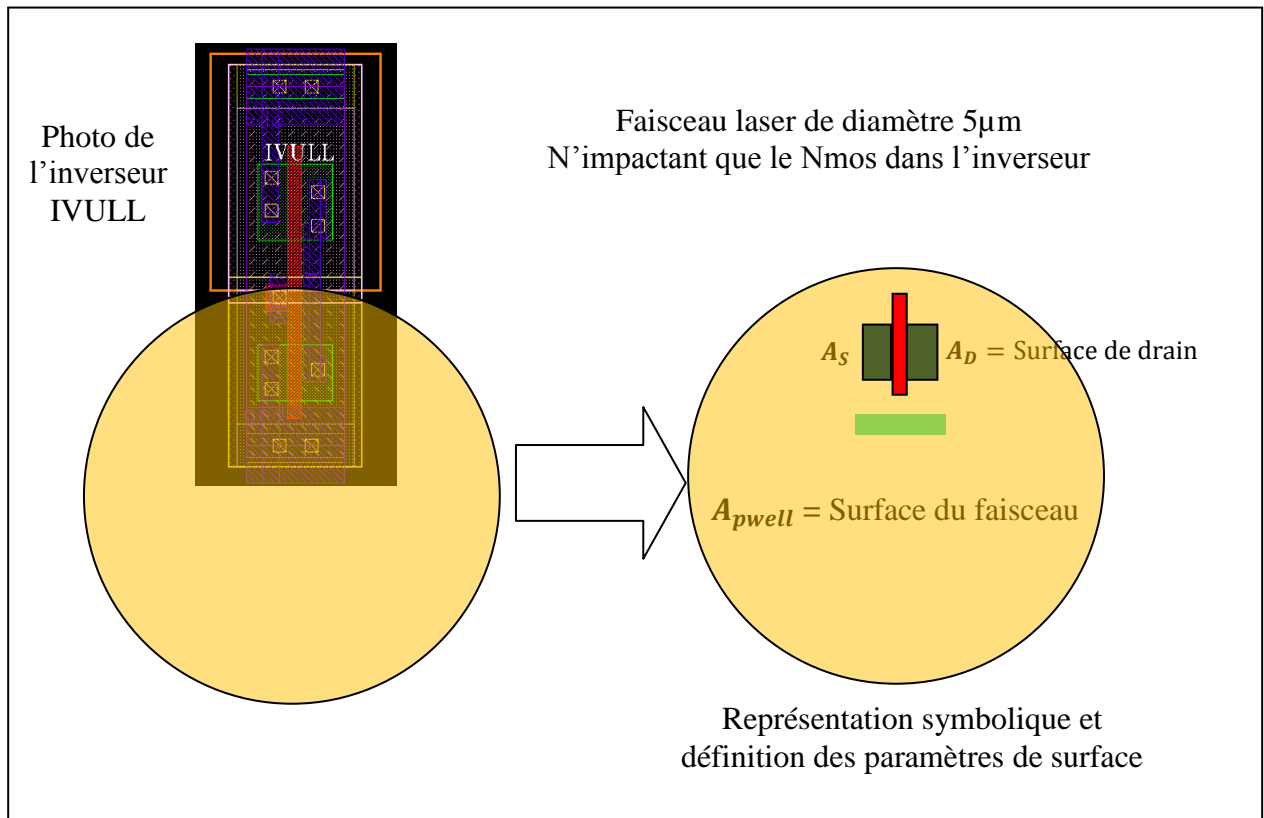 Photo de
l'inverseur
IVULL
IVULL
Faisceau laser de diamètre 5µm
N'impactant que le Nmos dans l'inverseur
A_S
A_D = Surface de drain
A_pwell = Surface du faisceau
Représentation symbolique et
définition des paramètres de surface